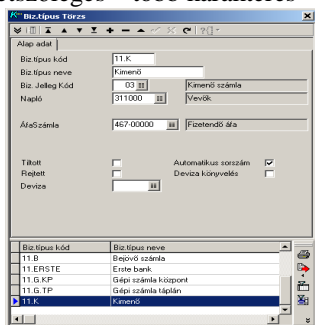 Biz.típus Törzs
Alap adat
Biz.típus kód 11.K
Biz.típus neve Kimenő
Biz. Jelleg Kód 03 Kimenő számla
Napló 311000 Vevők
ÁfaSzámla 467-00000 Fizetendő áfa
Tiltott Automatikus sorszám
Rejtett Deviza könyvelés
Deviza
Biz.típus kód Biz.típus neve
11.B Bejövő számla
11.ERSTE Erste bank
11.G.KP Gépi számla központ
11.G.TP Gépi számla táplán
11.K Kimenő